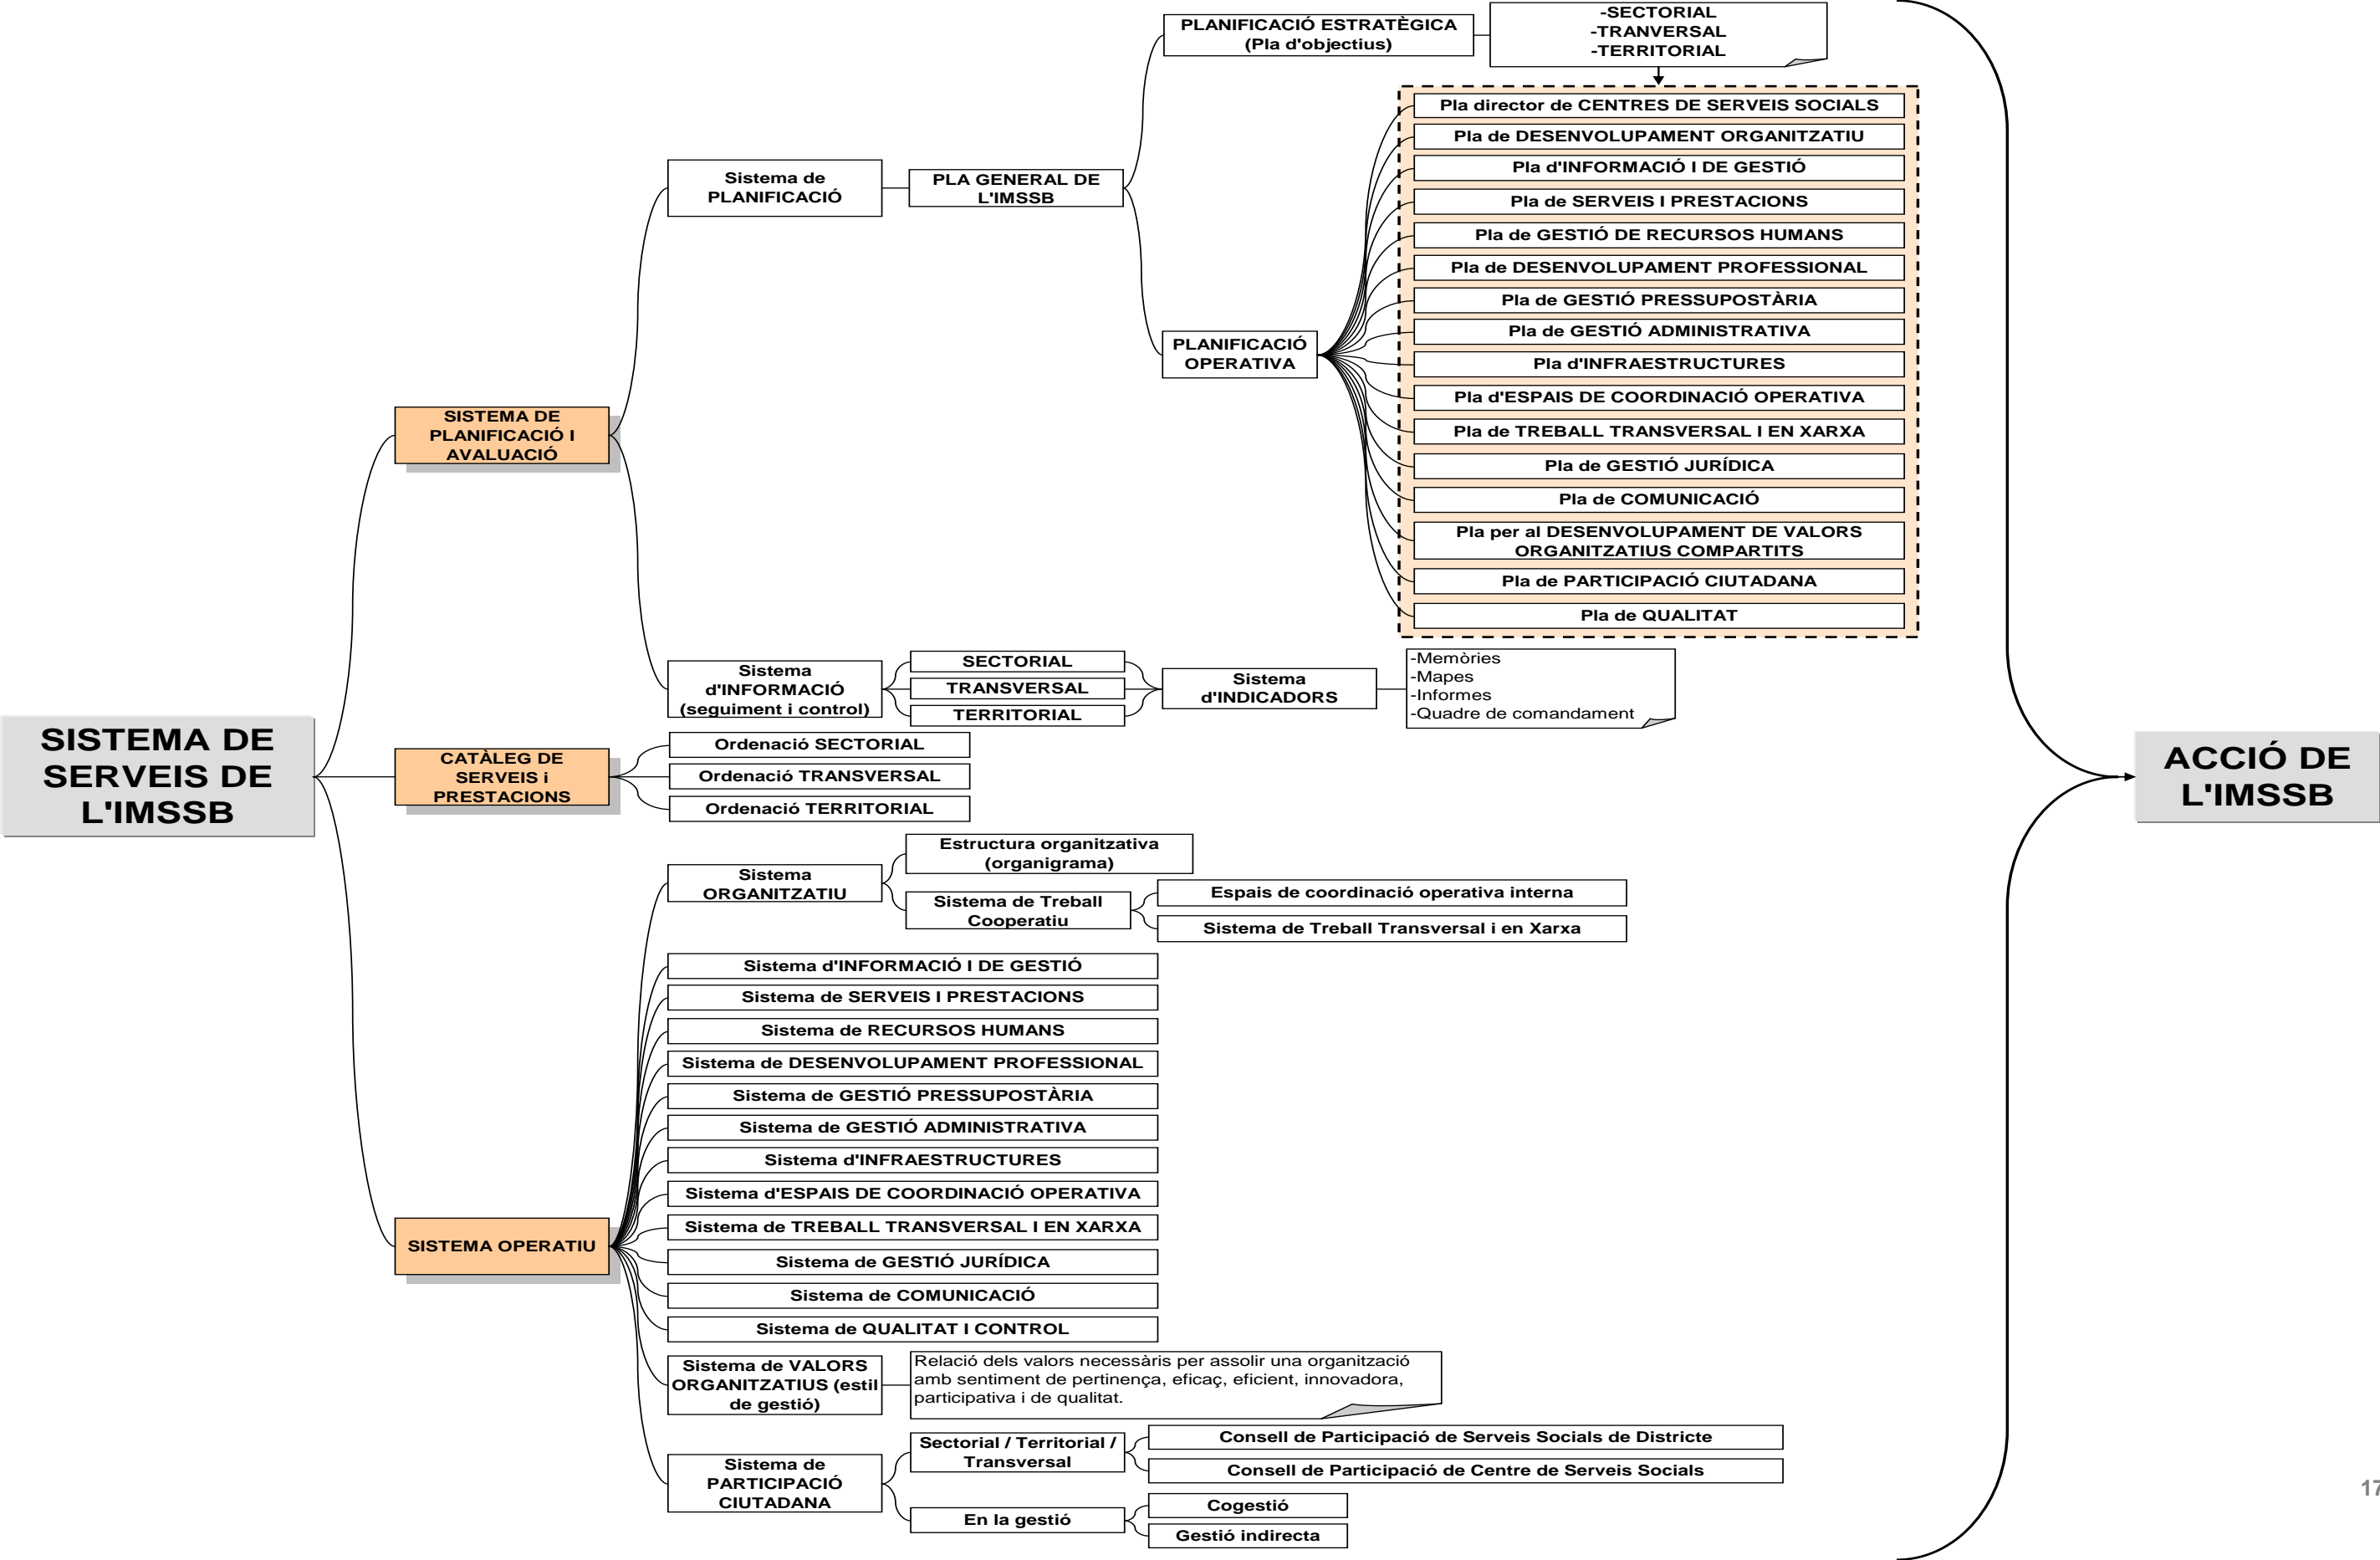 SISTEMA DE
SERVEIS DE
L'IMSSB
SISTEMA DE
PLANIFICACIÓ I
AVALUACIÓ
Sistema de
PLANIFICACIÓ
PLA GENERAL DE
L'IMSSB
PLANIFICACIÓ ESTRATÈGICA
(Pla d'objectius)
-SECTORIAL
-TRANVERSAL
-TERRITORIAL
PLANIFICACIÓ
OPERATIVA
Pla director de CENTRES DE SERVEIS SOCIALS
Pla de DESENVOLUPAMENT ORGANITZATIU
Pla d'INFORMACIÓ I DE GESTIÓ
Pla de SERVEIS I PRESTACIONS
Pla de GESTIÓ DE RECURSOS HUMANS
Pla de DESENVOLUPAMENT PROFESSIONAL
Pla de GESTIÓ PRESSUPOSTÀRIA
Pla de GESTIÓ ADMINISTRATIVA
Pla d'INFRAESTRUCTURES
Pla d'ESPAIS DE COORDINACIÓ OPERATIVA
Pla de TREBALL TRANSVERSAL I EN XARXA
Pla de GESTIÓ JURÍDICA
Pla de COMUNICACIÓ
Pla per al DESENVOLUPAMENT DE VALORS
ORGANITZATIUS COMPARTITS
Pla de PARTICIPACIÓ CIUTADANA
Pla de QUALITAT
Sistema
d'INFORMACIÓ
(seguiment i control)
SECTORIAL
TRANSVERSAL
TERRITORIAL
Sistema
d'INDICADORS
-Memòries
-Mapes
-Informes
-Quadre de comandament
CATÀLEG DE
SERVEIS i
PRESTACIONS
Ordenació SECTORIAL
Ordenació TRANSVERSAL
Ordenació TERRITORIAL
SISTEMA OPERATIU
Sistema
ORGANITZATIU
Estructura organitzativa
(organigrama)
Sistema de Treball
Cooperatiu
Espais de coordinació operativa interna
Sistema de Treball Transversal i en Xarxa
Sistema d'INFORMACIÓ I DE GESTIÓ
Sistema de SERVEIS I PRESTACIONS
Sistema de RECURSOS HUMANS
Sistema de DESENVOLUPAMENT PROFESSIONAL
Sistema de GESTIÓ PRESSUPOSTÀRIA
Sistema de GESTIÓ ADMINISTRATIVA
Sistema d'INFRAESTRUCTURES
Sistema d'ESPAIS DE COORDINACIÓ OPERATIVA
Sistema de TREBALL TRANSVERSAL I EN XARXA
Sistema de GESTIÓ JURÍDICA
Sistema de COMUNICACIÓ
Sistema de QUALITAT I CONTROL
Sistema de VALORS
ORGANITZATIUS (estil
de gestió)
Relació dels valors necessàris per assolir una organització
amb sentiment de pertinença, eficaç, eficient, innovadora,
participativa i de qualitat.
Sistema de
PARTICIPACIÓ
CIUTADANA
Sectorial / Territorial /
Transversal
Consell de Participació de Serveis Socials de Districte
Consell de Participació de Centre de Serveis Socials
En la gestió
Cogestió
Gestió indirecta
ACCIÓ DE
L'IMSSB
17